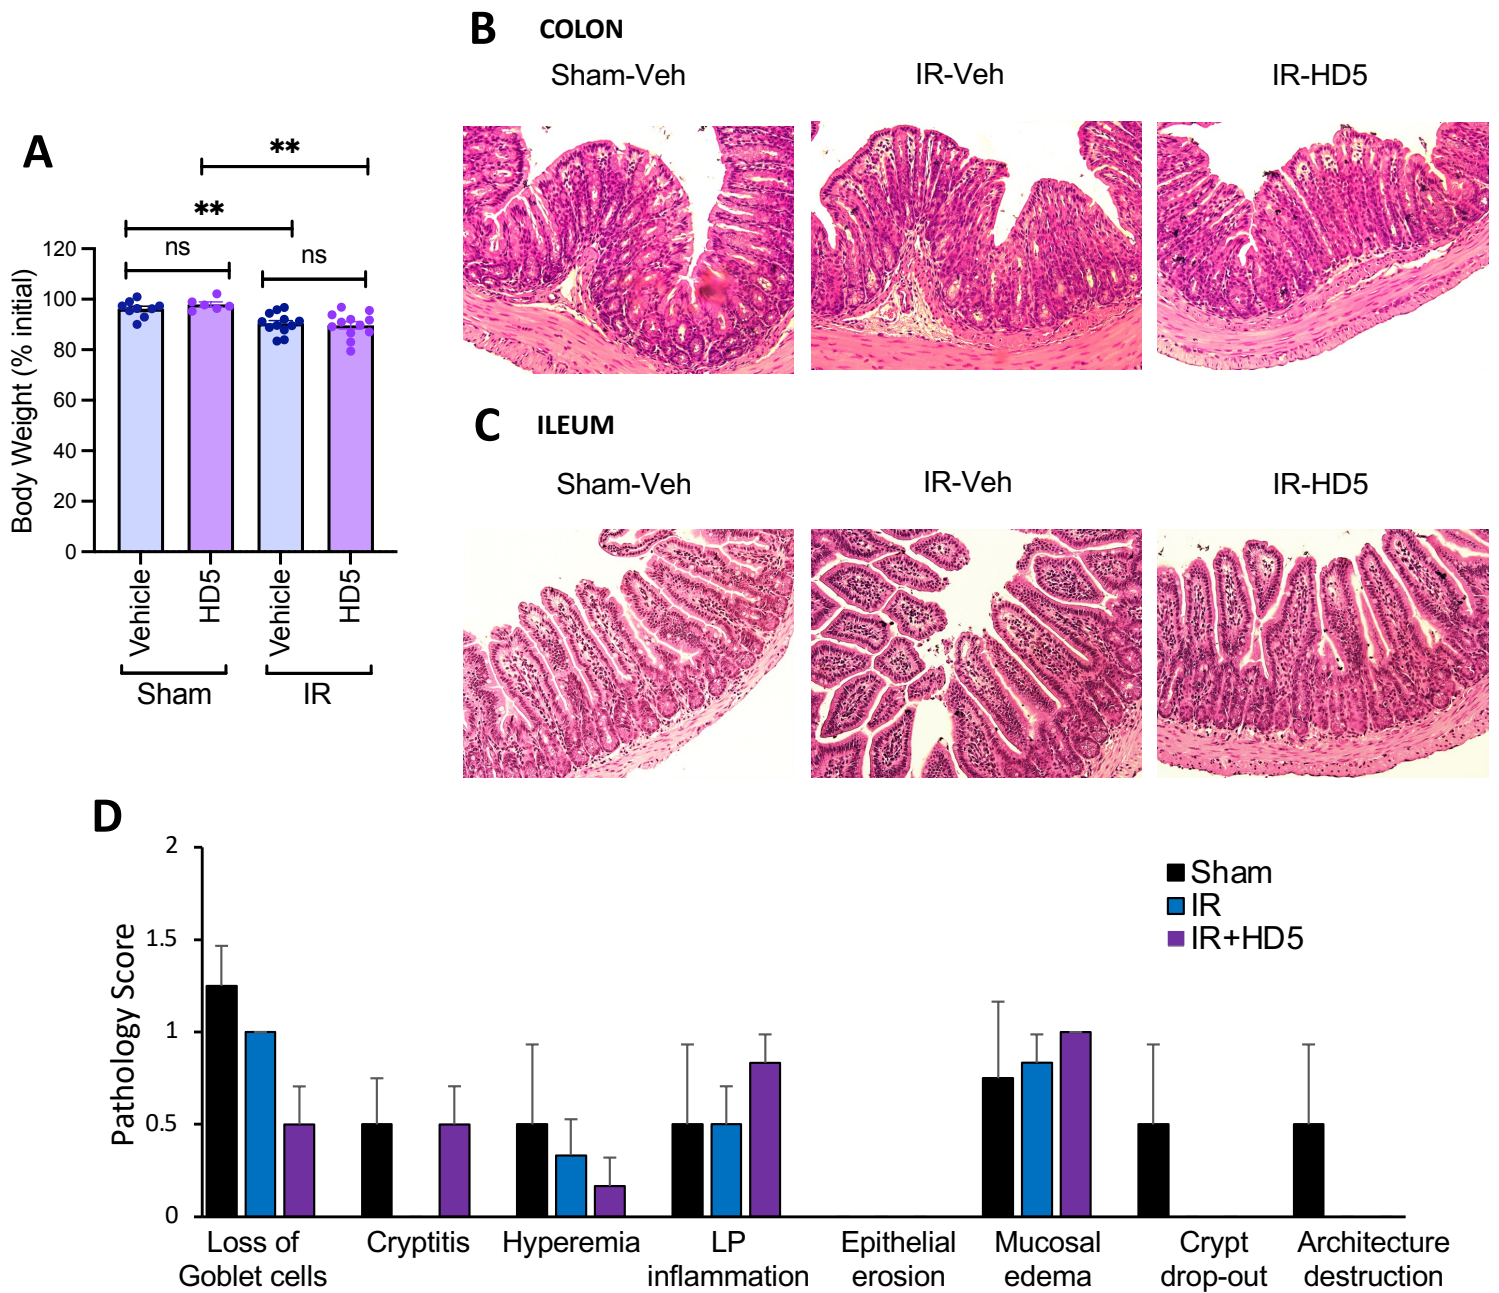 A
**
**
ns
ns
Body Weight (% initial)
120
100
80
60
40
20
0
Vehicle
HD5
Vehicle
HD5
Sham
IR
B COLON
Sham-Veh
IR-Veh
IR-HD5
C ILEUM
Sham-Veh
IR-Veh
IR-HD5
D
Pathology Score
2
1.5
1
0.5
0
Sham
IR
IR+HD5
Loss of
Goblet cells
Cryptitis
Hyperemia
LP
inflammation
Epithelial
erosion
Mucosal
edema
Crypt
drop-out
Architecture
destruction